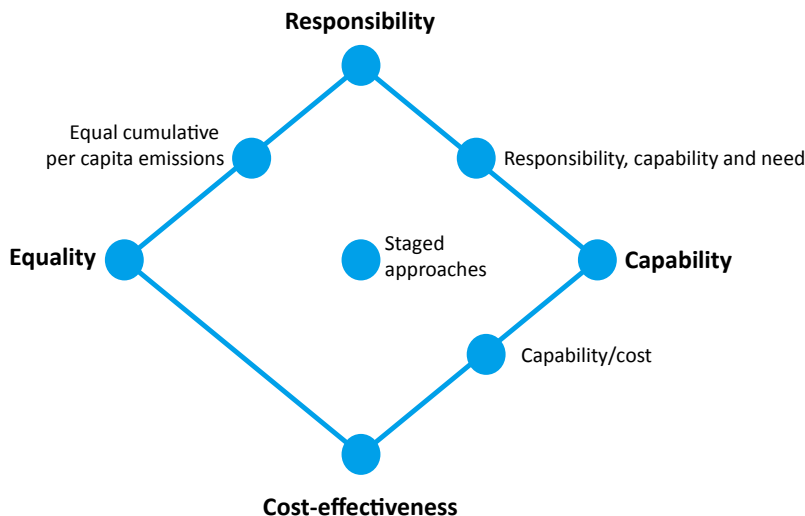 Responsibility
Equal cumulative
per capita emissions
Responsibility, capability and need
Equality
Staged
approaches
Capability
Capability/cost
Cost-effectiveness